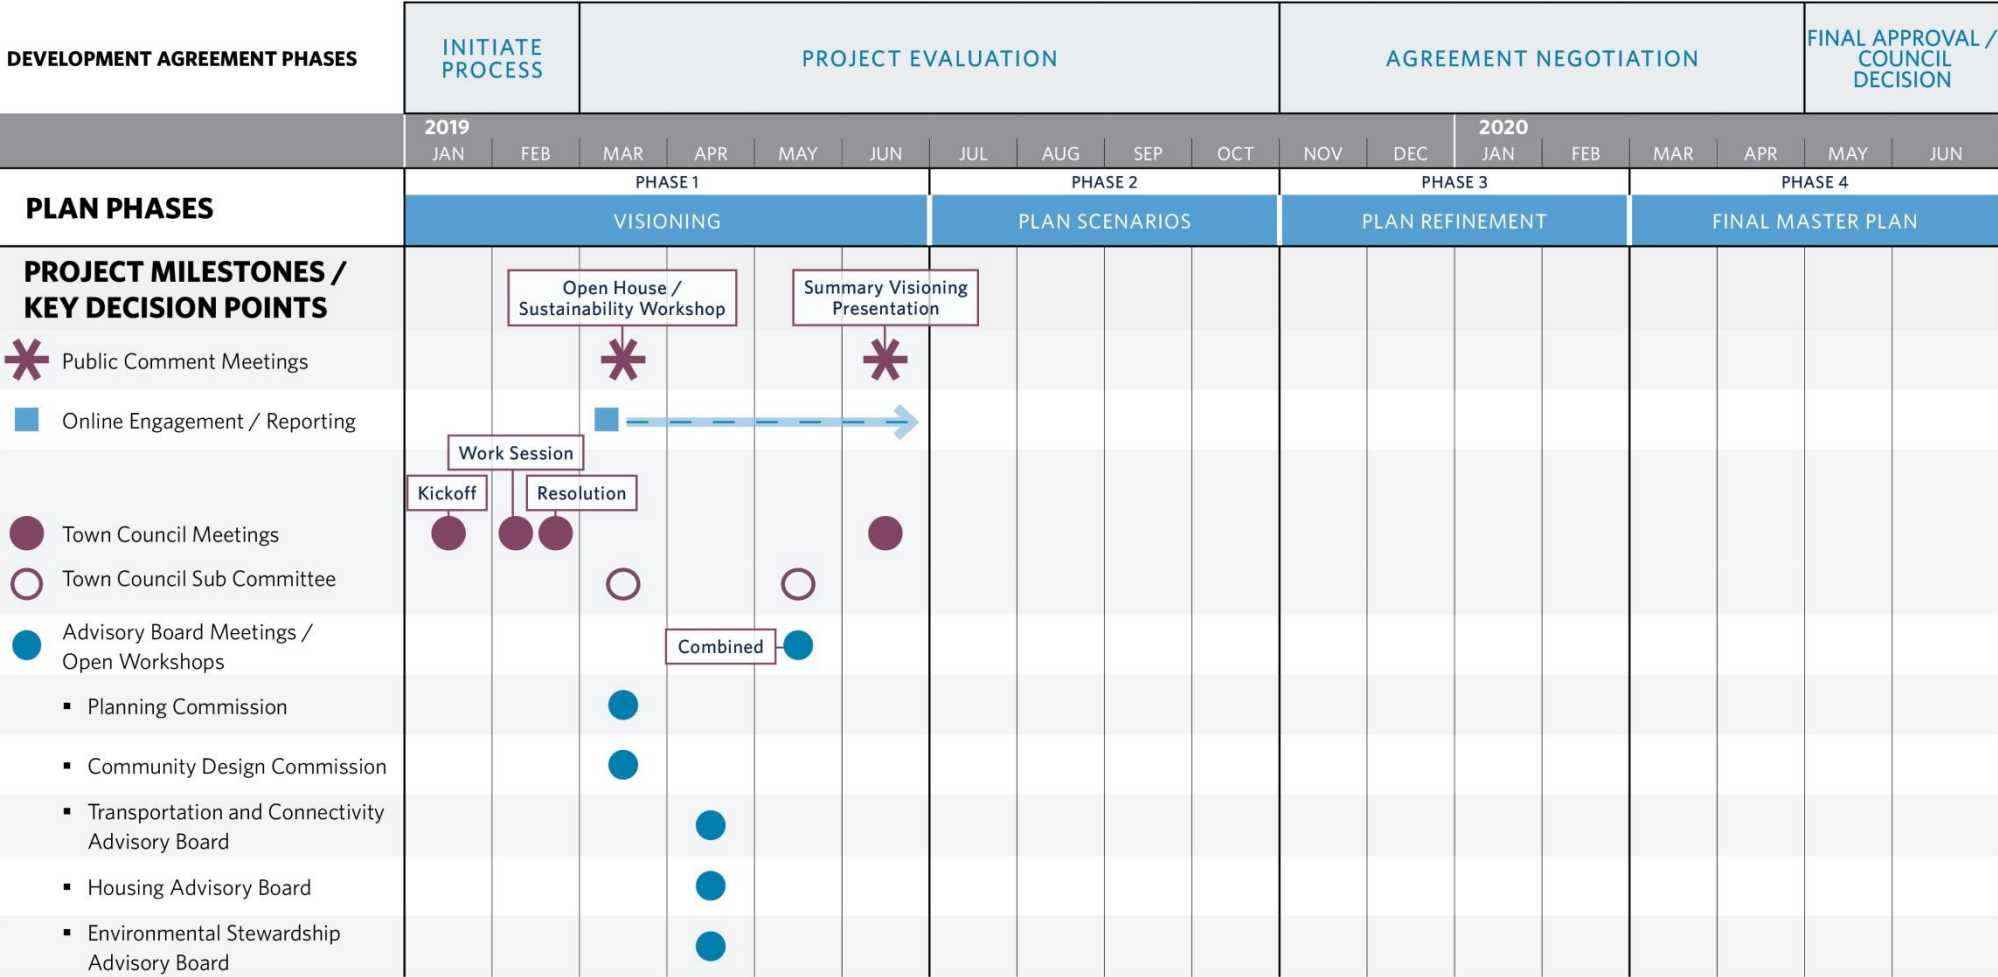 DEVELOPMENT AGREEMENT PHASES
INITIATE
PROCESS
PROJECT EVALUATION
AGREEMENT NEGOTIATION
FINAL APPROVAL /
COUNCIL
DECISION
2019
2020
JAN FEB MAR APR MAY JUN JUL AUG SEP OCT NOV DEC JAN FEB MAR APR MAY JUN
PLAN PHASES
PHASE 1
PHASE 2
PHASE 3
PHASE 4
VISIONING
PLAN SCENARIOS
PLAN REFINEMENT
FINAL MASTER PLAN
PROJECT MILESTONES /
KEY DECISION POINTS
Open House /
Sustainability Workshop
Summary Visioning
Presentation
Public Comment Meetings
Online Engagement / Reporting
Work Session
Kickoff
Resolution
Town Council Meetings
Town Council Sub Committee
Advisory Board Meetings /
Open Workshops
Combined
▪ Planning Commission
▪ Community Design Commission
▪ Transportation and Connectivity
Advisory Board
▪ Housing Advisory Board
▪ Environmental Stewardship
Advisory Board